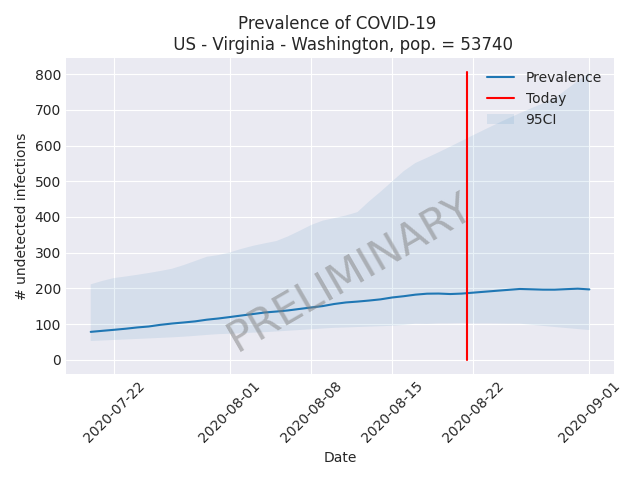 Prevalence of COVID-19
US - Virginia - Washington, pop. = 53740
800
700
600
500
400
300
200
100
0
# undetected infections
Prevalence
Today
95CI
PRELIMINARY
2020-07-22
2020-08-01
2020-08-08
2020-08-15
2020-08-22
2020-09-01
Date